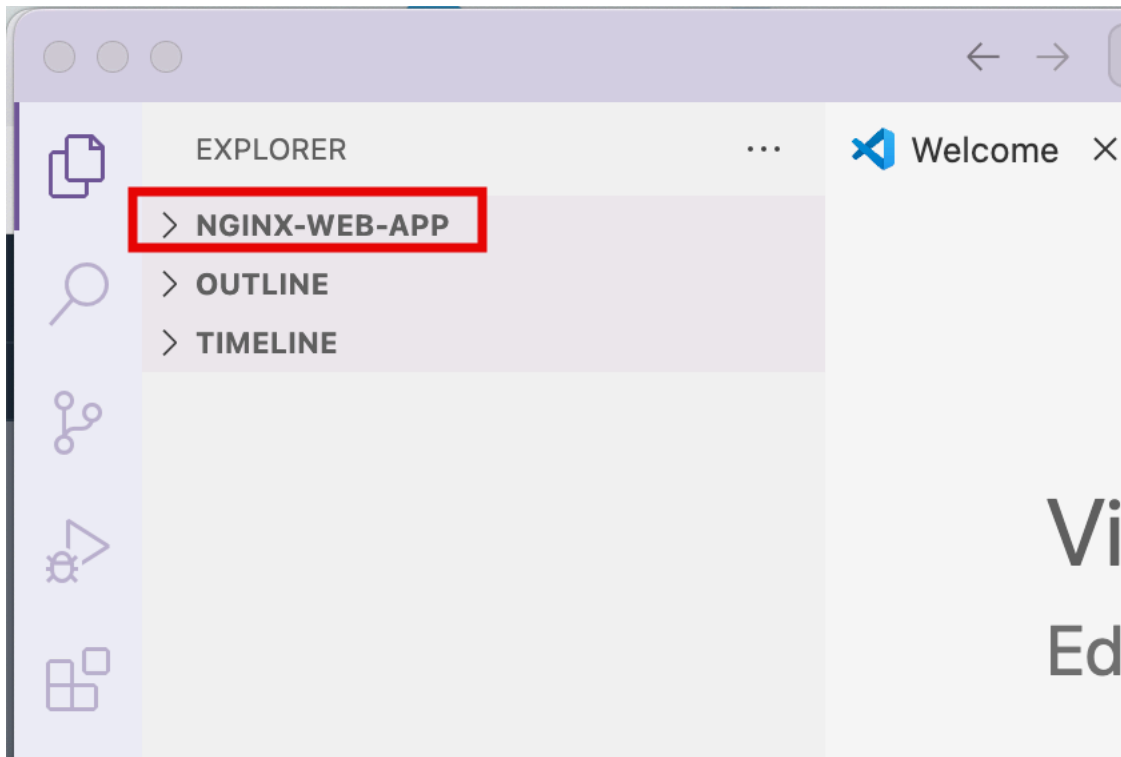 EXPLORER
Welcome
NGINX-WEB-APP
OUTLINE
TIMELINE
Vi
Ed